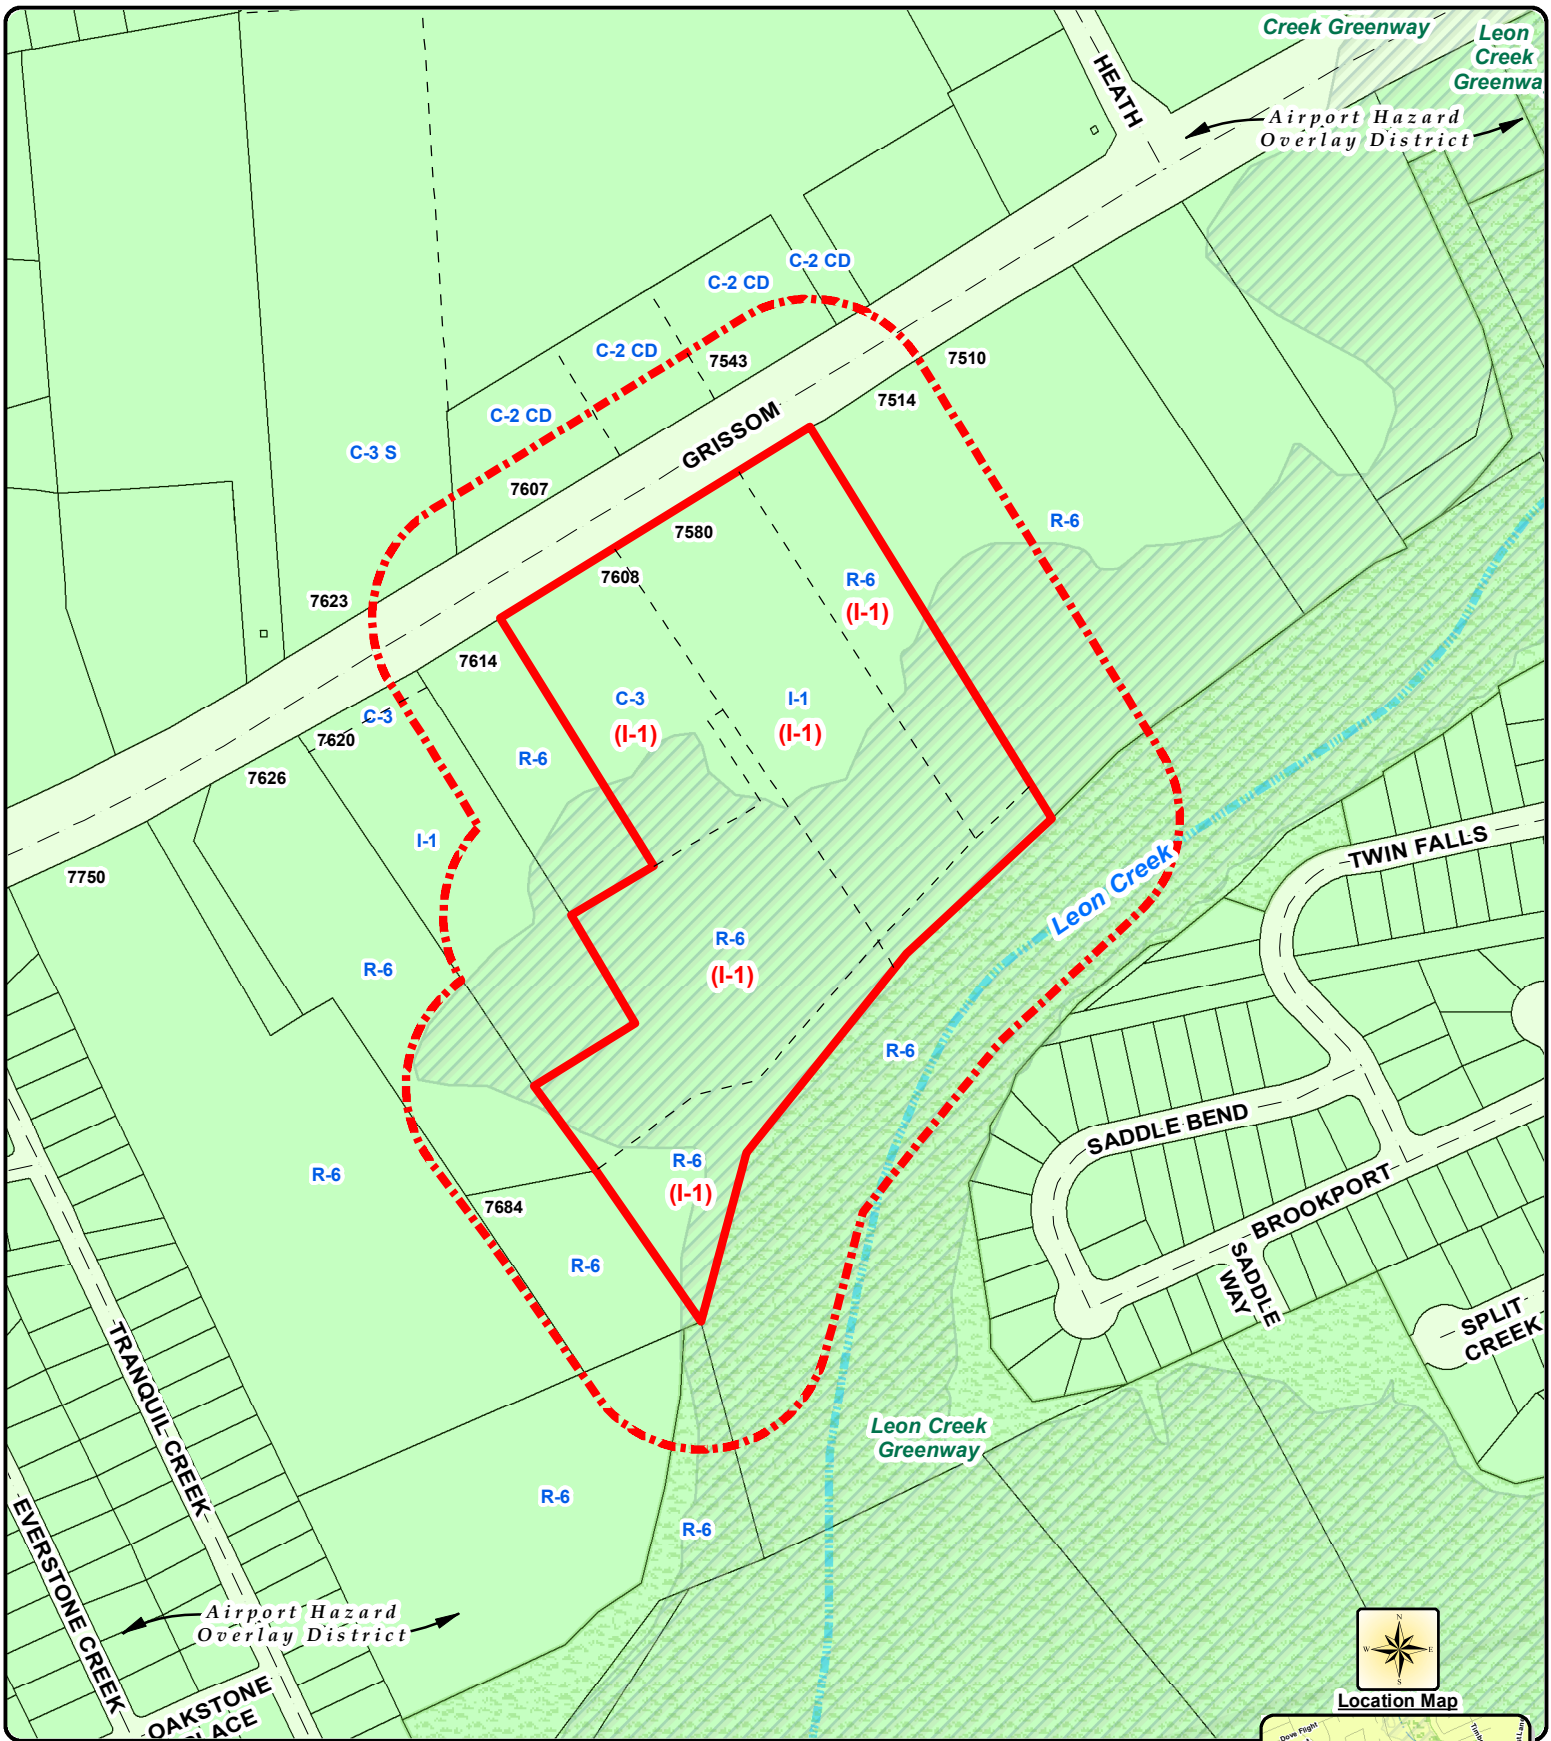 Creek Greenway
Leon
Creek
Greenwa
HEATH
Airport Hazard
Overlay District
C-2 CD
C-2 CD
C-2 CD
C-2 CD
7543
7510
7514
GRISSOM
C-3 S
7607
7580
R-6
7608
R-6
(I-1)
7623
7614
C-3
(I-1)
I-1
(I-1)
C-3
7620
R-6
7626
I-1
7750
TWIN FALLS
Leon Creek
R-6
R-6
(I-1)
R-6
SADDLE BEND
R-6
R-6
(I-1)
7684
BROOKPORT
R-6
SADDLE
WAY
SPLIT
CREEK
TRANQUIL CREEK
Leon Creek
Greenway
R-6
R-6
EVERSTONE CREEK
Airport Hazard
Overlay District
N
W
E
S
OAKSTONE
PLACE
Location Map
Dove Flight